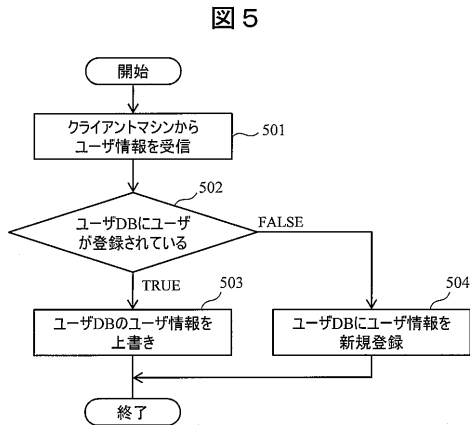 図５
開始
クライアントマシンから
ユーザ情報を受信
501
502
ユーザDBにユーザ
が登録されている
FALSE
TRUE
503
504
ユーザDBのユーザ情報を
上書き
ユーザDBにユーザ情報を
新規登録
終了